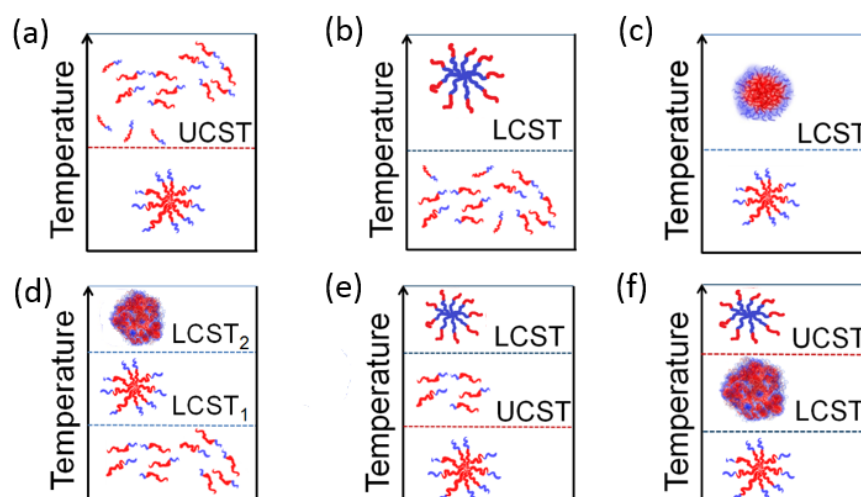 (a)
Temperature
UCST
(b)
Temperature
LCST
(c)
Temperature
LCST
(d)
Temperature
LCST₂
LCST₁
(e)
Temperature
LCST
UCST
(f)
Temperature
UCST
LCST